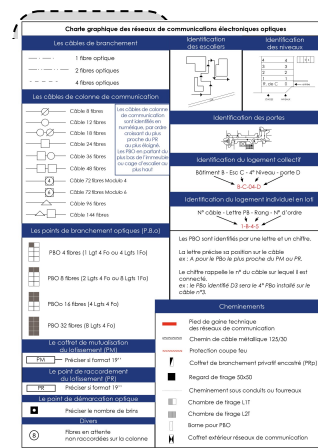 Charte graphique des réseaux de communications électroniques optiques
Les câbles de branchement
1 fibre optique
2 fibres optiques
4 fibres optiques
Les câbles de colonne de communication
Câble 8 fibres
Câble 12 fibres
Câble 18 fibres
Câble 24 fibres
Câble 36 fibres
Câble 48 fibres
Câble 72 fibres Modulo 4
Câble 72 fibres Modulo 6
Câble 96 fibres
Câble 144 fibres
Les câbles de colonne
de communication
sont identifiés en
numérique, par ordre
croissant du plus
proche du PR
au plus éloigné.
Les PBO en partant du
plus bas de l'immeuble
ou cage d'escalier au
plus haut
Les points de branchement optiques (P.B.o)
PBO 4 fibres (1 Lgt 4 Fo ou 4 Lgts 1Fo)
PBO 8 fibres (2 Lgts 4 Fo ou 8 Lgts 1Fo)
PBOo 16 fibres (4 Lgts 4 Fo)
PBO 32 fibres (8 Lgts 4 Fo)
Le coffret de mutualisation
du lotissement (PM)
PM
Préciser si format 19''
Le point de raccordement
du lotissement (PR)
PR
Préciser si format 19''
Le point de démarcation optique
Préciser le nombre de brins
Divers
8
Fibres en attente
non raccordées sur la colonne
Identification
des escaliers
Identification
des niveaux
Identification des portes
Identification du logement collectif
Bâtiment B - Esc C - 4° Niveau - porte D
B-C-04-D
Identification du logement individuel en loti
N° câble - Lettre PB - Rang - N° d'ordre
1-B-4-5
Les PBO sont identifiés par une lettre et un chiffre.
La lettre précise sa position sur le câble
ex : A pour le PBo le plus proche du PM ou PR.
Le chiffre rappelle le n° du câble sur lequel il est
connecté.
ex : le PBo identifié D3 sera le 4° PBo installé sur le
câble n°3.
Cheminements
Pied de gaine technique
des réseaux de communication
Chemin de câble métallique 125/30
Protection coupe feu
Coffret de branchement privatif encastré (PRp)
Regard de tirage 50x50
Cheminement sous conduits ou fourreaux
Chambre de tirage L1T
Chambre de tirage L2T
Borne pour PBO
Coffret extérieur réseaux de communication